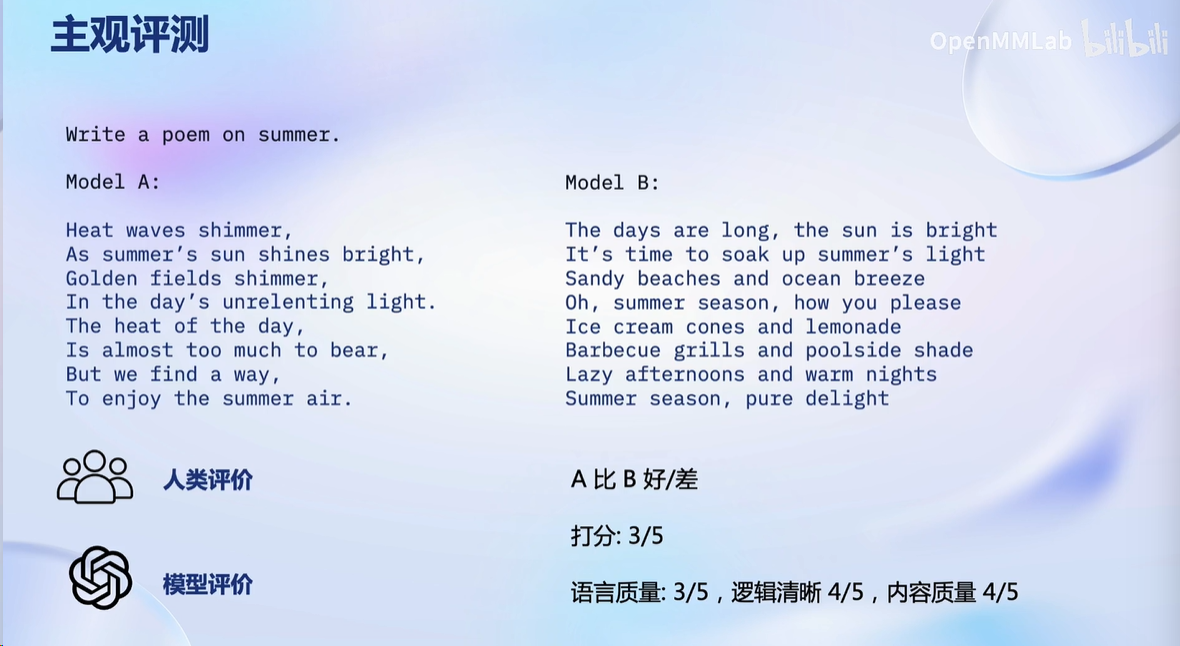 主观评测
OpenMMLab bilibili
Write a poem on summer.
Model A:
Heat waves shimmer,
As summer’s sun shines bright,
Golden fields shimmer,
In the day’s unrelenting light.
The heat of the day,
Is almost too much to bear,
But we find a way,
To enjoy the summer air.
Model B:
The days are long, the sun is bright
It’s time to soak up summer’s light
Sandy beaches and ocean breeze
Oh, summer season, how you please
Ice cream cones and lemonade
Barbecue grills and poolside shade
Lazy afternoons and warm nights
Summer season, pure delight
人类评价
模型评价
A 比 B 好/差
打分: 3/5
语言质量: 3/5，逻辑清晰 4/5，内容质量 4/5